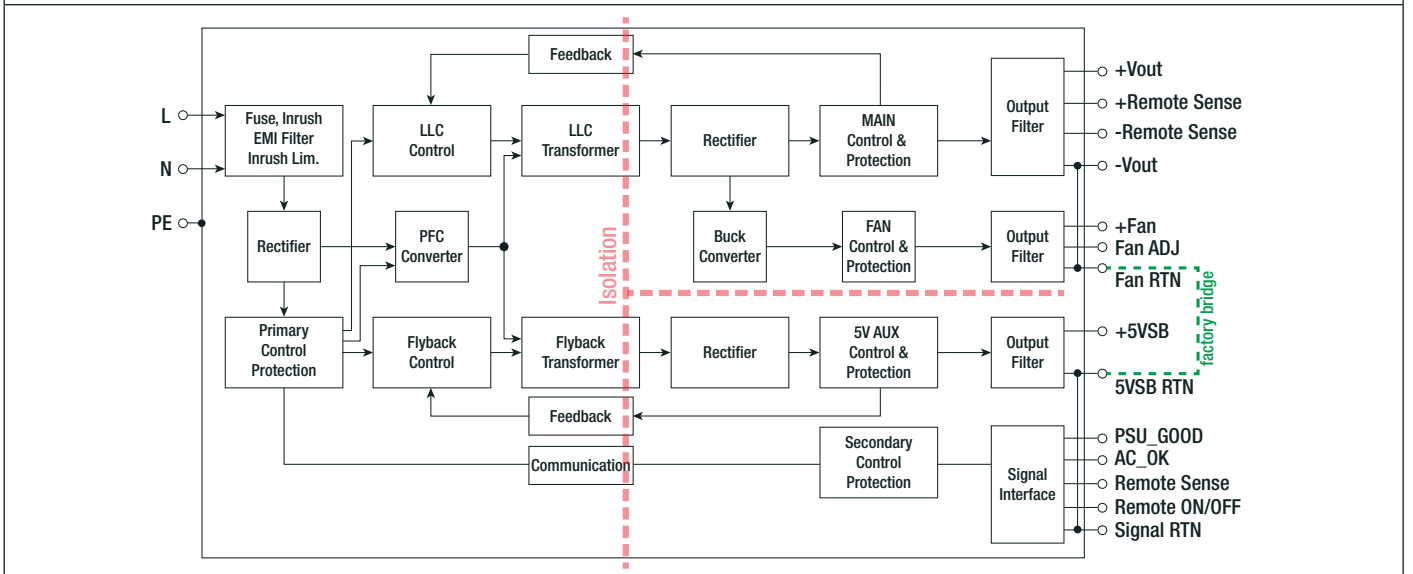 Feedback
L
N
PE
Fuse, Inrush
EMI Filter
Inrush Lim.
LLC
Control
LLC
Transformer
Rectifier
MAIN
Control &
Protection
Output
Filter
+Vout
+Remote Sense
-Remote Sense
-Vout
Rectifier
PFC
Converter
Isolation
Buck
Converter
FAN
Control &
Protection
Output
Filter
+Fan
Fan ADJ
Fan RTN
factory bridge
Primary
Control
Protection
Flyback
Control
Flyback
Transformer
Rectifier
5V AUX
Control &
Protection
Output
Filter
+5VSB
5VSB RTN
Feedback
Communication
Secondary
Control
Protection
Signal
Interface
PSU_GOOD
AC_OK
Remote Sense
Remote ON/OFF
Signal RTN